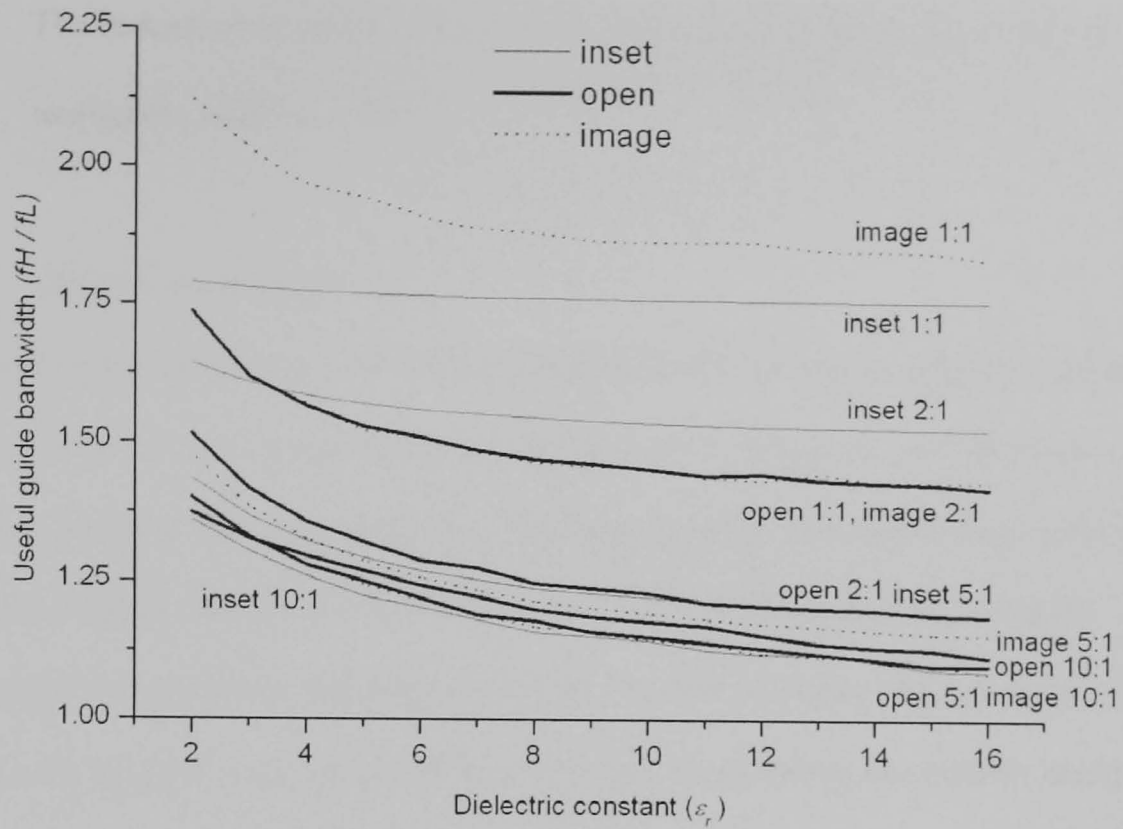 2.25
2.00
1.75
1.50
1.25
1.00
Useful guide bandwidth (fH / fL)
inset
open
image
image 1:1
inset 1:1
inset 2:1
open 1:1, image 2:1
open 2:1 inset 5:1
inset 10:1
image 5:1
open 10:1
open 5:1 image 10:1
2 4 6 8 10 12 14 16
Dielectric constant (εr)